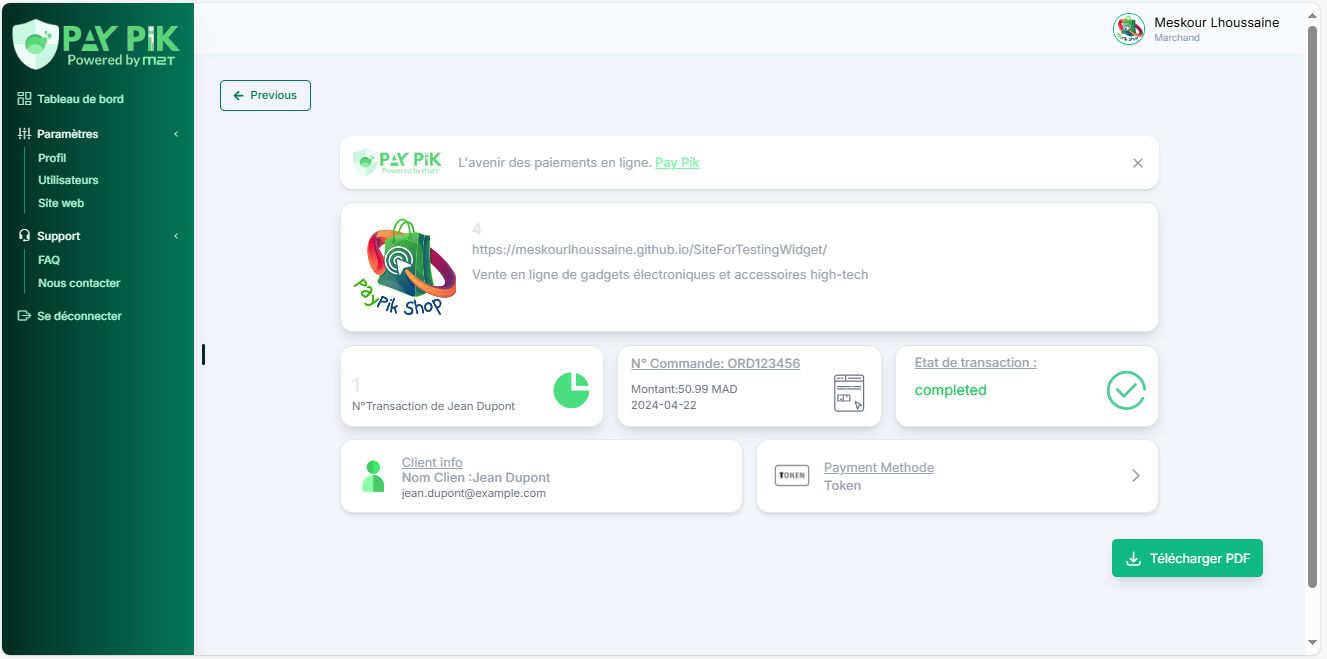 PAY PiK
Powered by M2T
Meskour Lhoussaine
Marchand
Tableau de bord
Paramètres
Profil
Utilisateurs
Site web
Support
FAQ
Nous contacter
Se déconnecter
Previous
PAY PiK
Powered by M2T
L'avenir des paiements en ligne. Pay Pik
PayPik Shop
4
https://meskourlhoussaine.github.io/SiteForTestingWidget/
Vente en ligne de gadgets électroniques et accessoires high-tech
1
N°Transaction de Jean Dupont
N° Commande: ORD123456
Montant:50.99 MAD
2024-04-22
Etat de transaction :
completed
Client info
Nom Clien :Jean Dupont
jean.dupont@example.com
TOKEN
Payment Methode
Token
Télécharger PDF